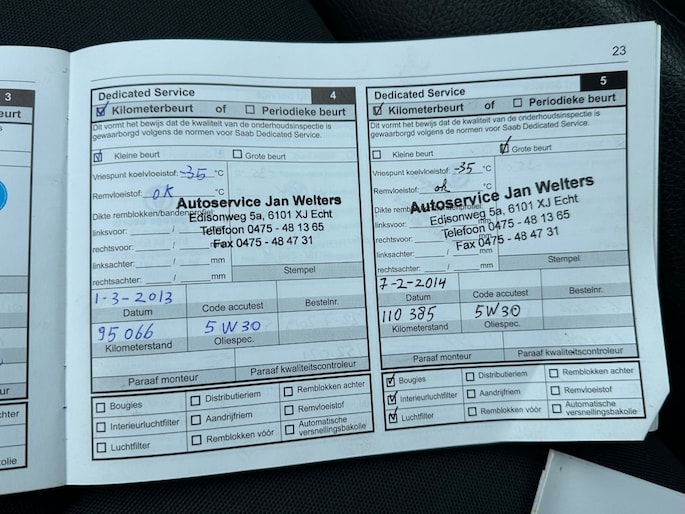 23
3
eurt
chter
olie
ur
Dedicated Service 4
Kilometerbeurt of Periodieke beurt
Dit vormt het bewijs dat de kwaliteit van de onderhoudsinspectie is
gewaarborgd volgens de normen voor Saab Dedicated Service.
Kleine beurt Grote beurt
Vriespunt koelvloeistof: -35 °C
Remvloeistof: ok °C
Dikte remblokken/bandenprofiel:
linksvoor: / mm
rechtsvoor: /
linksachter: / mm
rechtsachter: / mm
Autoservice Jan Welters
Edisonweg 5a, 6101 XJ Echt
Telefoon 0475 - 48 13 65
Fax 0475 - 48 47 31
Stempel
1-3-2013
Datum Code accutest Bestelnr.
95066 5W30
Kilometerstand Oliespec.
Paraaf monteur Paraaf kwaliteitscontroleur
Bougies Distributieriem Remblokken achter
Interieurluchtfilter Aandrijfriem Remvloeistof
Luchtfilter Remblokken vóór Automatische
versnellingsbakolie
Dedicated Service 5
Kilometerbeurt of Periodieke beurt
Dit vormt het bewijs dat de kwaliteit van de onderhoudsinspectie is
gewaarborgd volgens de normen voor Saab Dedicated Service.
Kleine beurt Grote beurt
Vriespunt koelvloeistof: -35 °C
Remvloeistof: ok °C
Dikte
linksvoor: / mm
rechtsvoor: /
linksachter: / mm
rechtsachter: / mm
Autoservice Jan Welters
Edisonweg 5a, 6101 XJ Echt
Telefoon 0475 - 48 13 65
Fax 0475 - 48 47 31
Stempel
7-2-2014
Datum Code accutest Bestelnr.
110 385 5W30
Kilometerstand Oliespec.
Paraaf monteur Paraaf kwaliteitscontroleur
Bougies Distributieriem Remblokken achter
Interieurluchtfilter Aandrijfriem Remvloeistof
Luchtfilter Remblokken vóór Automatische
versnellingsbakolie